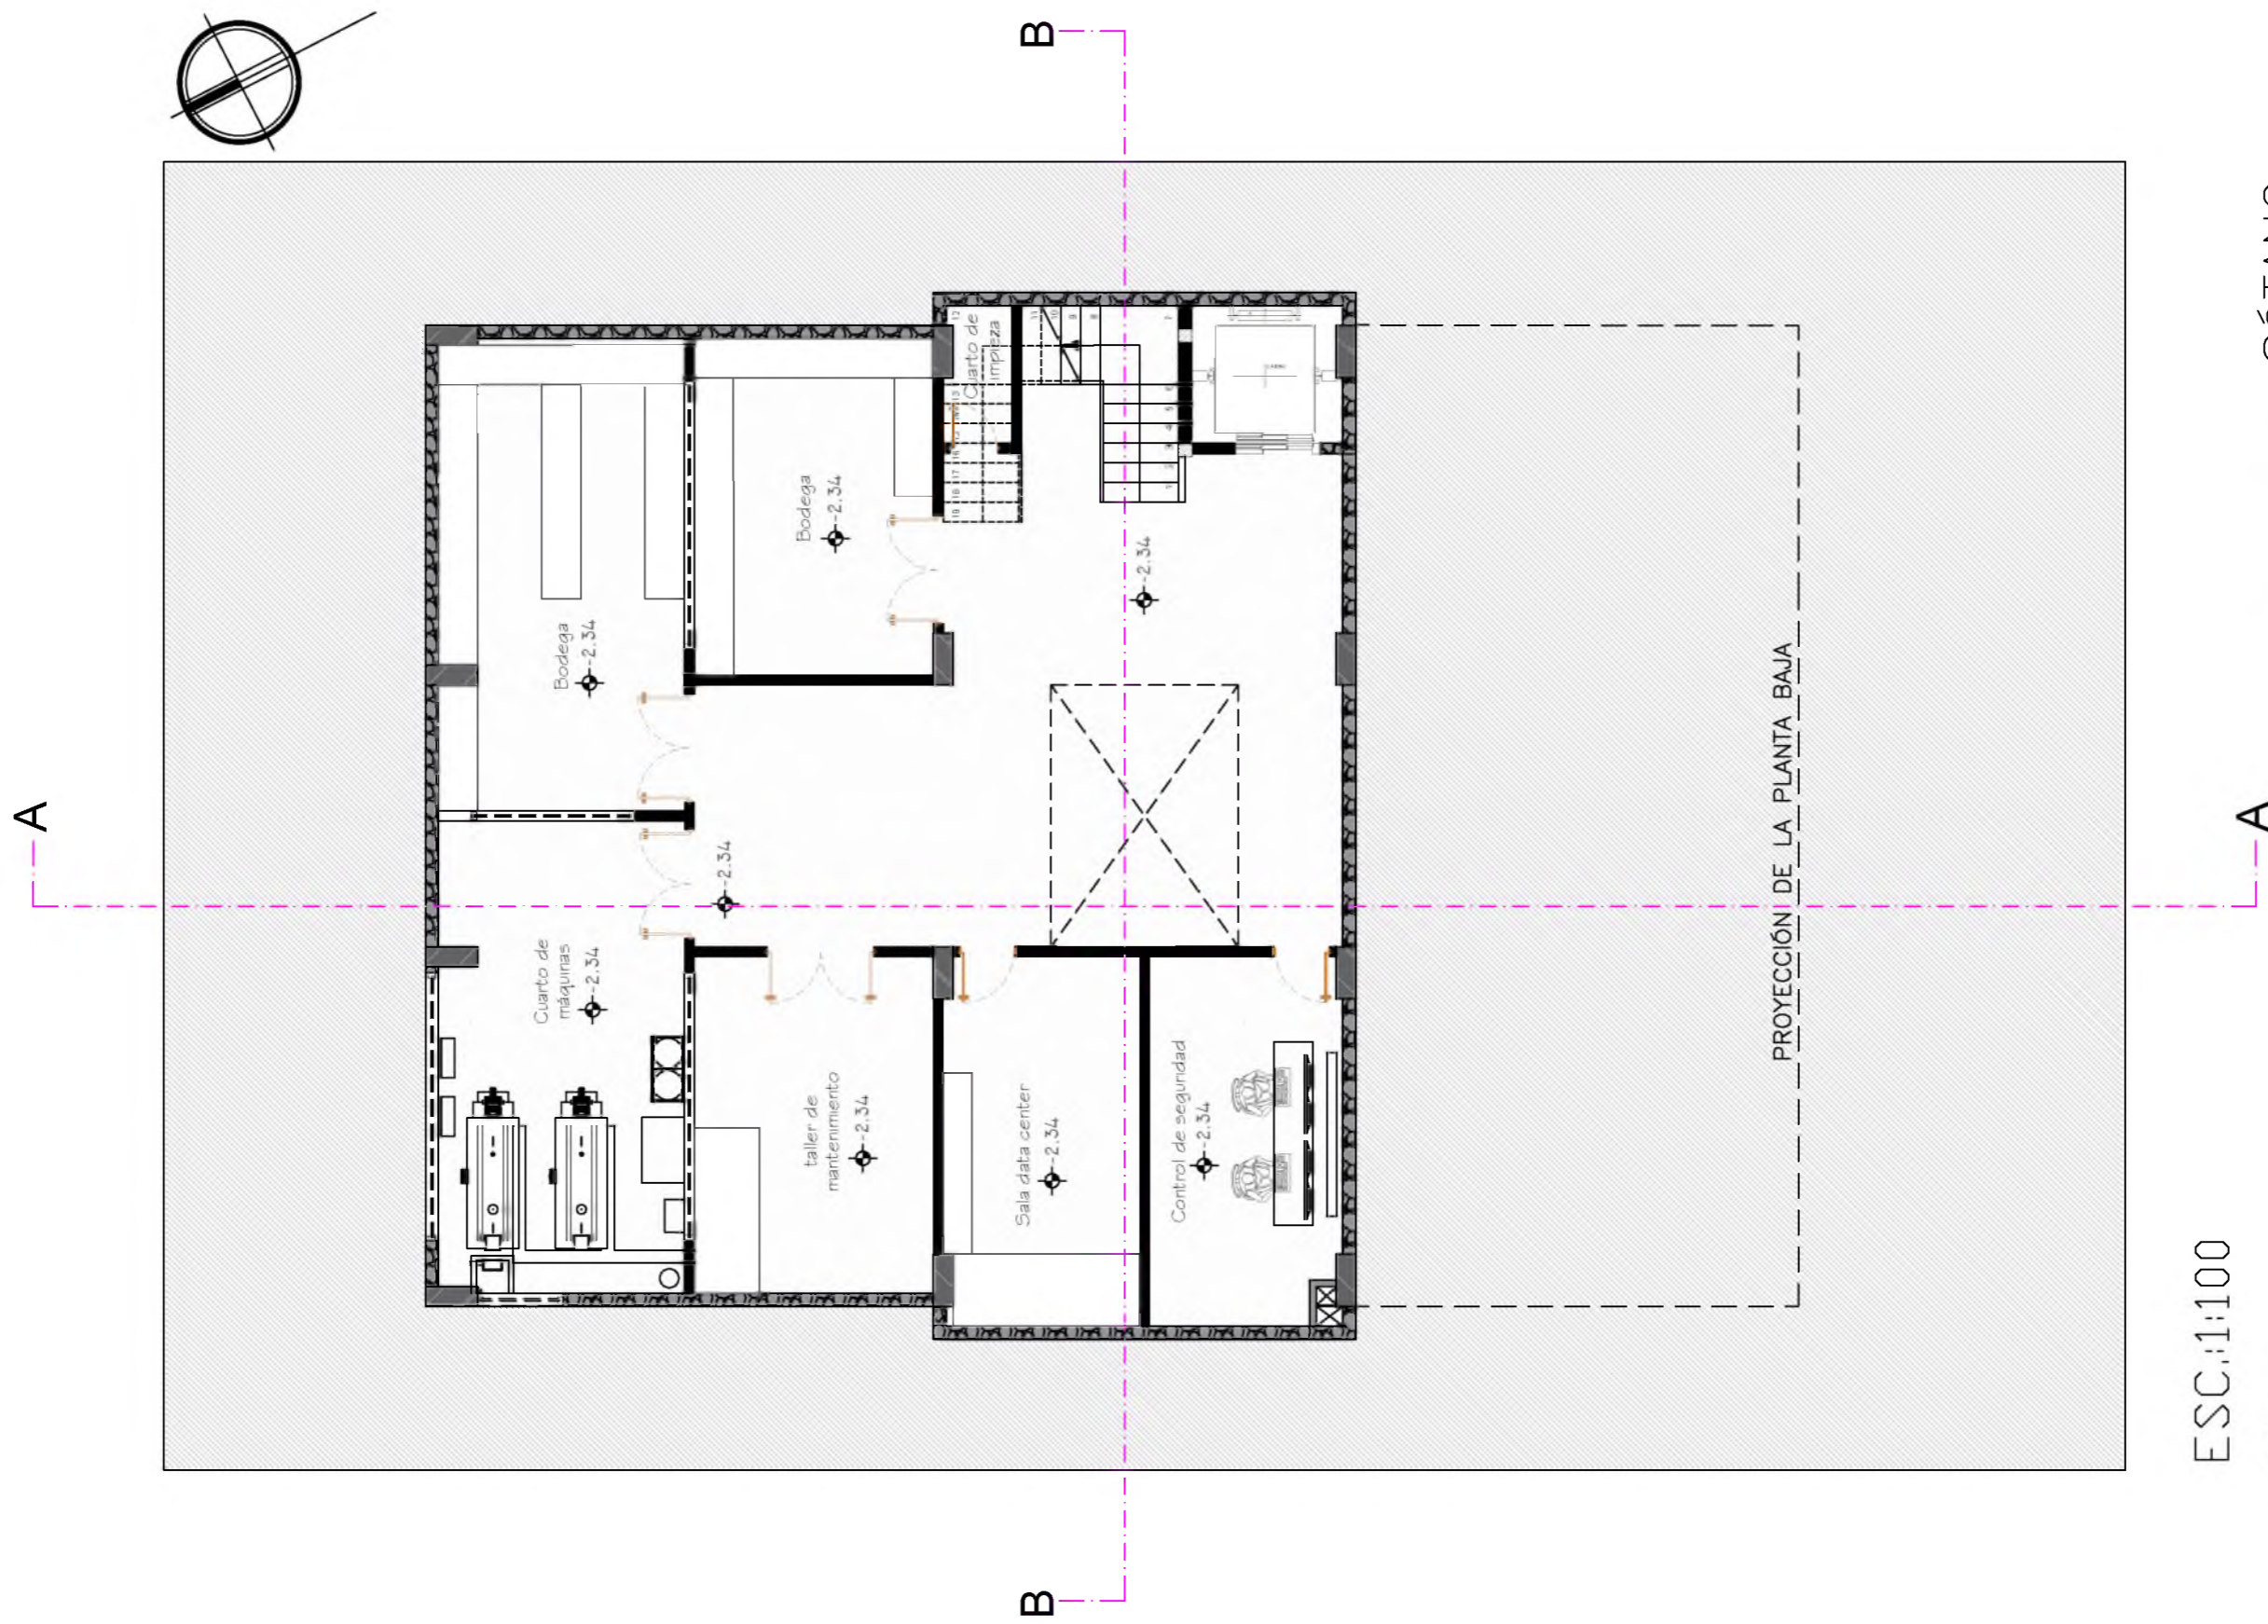 B
A
A
B
Cuarto de
limpieza
Bodega
-2.34
Bodega
-2.34
-2.34
-2.34
Cuarto de
máquinas
-2.34
taller de
mantenimiento
-2.34
Sala data center
-2.34
Control de seguridad
-2.34
PROYECCIÓN DE LA PLANTA BAJA
ESC.:1:100